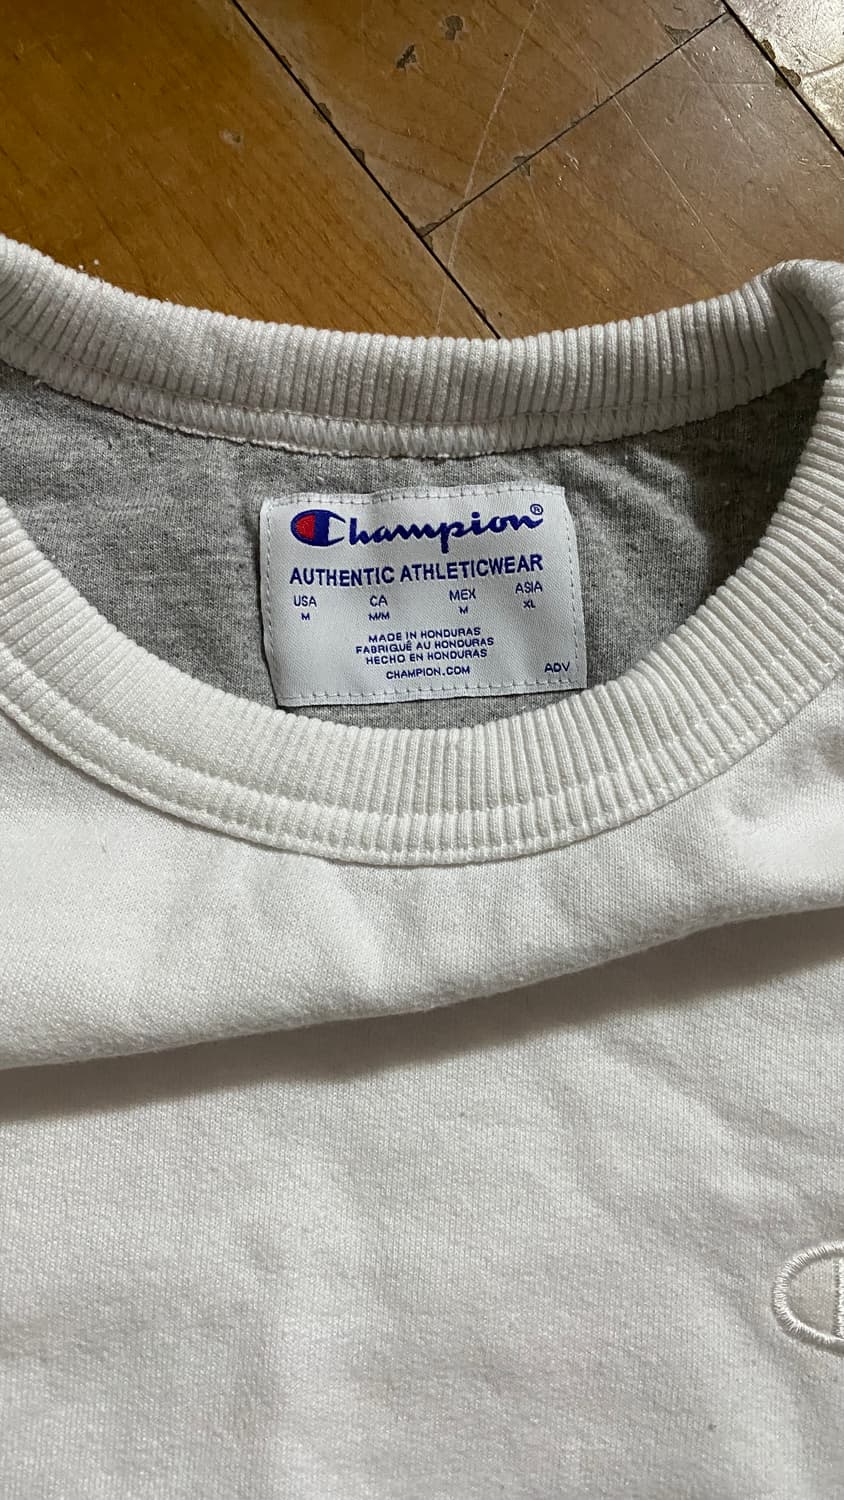 Champion®
AUTHENTIC ATHLETICWEAR
USA CA MEX ASIA
M M/M M XL
MADE IN HONDURAS
FABRIQUÉ AU HONDURAS
HECHO EN HONDURAS
CHAMPION.COM ADV